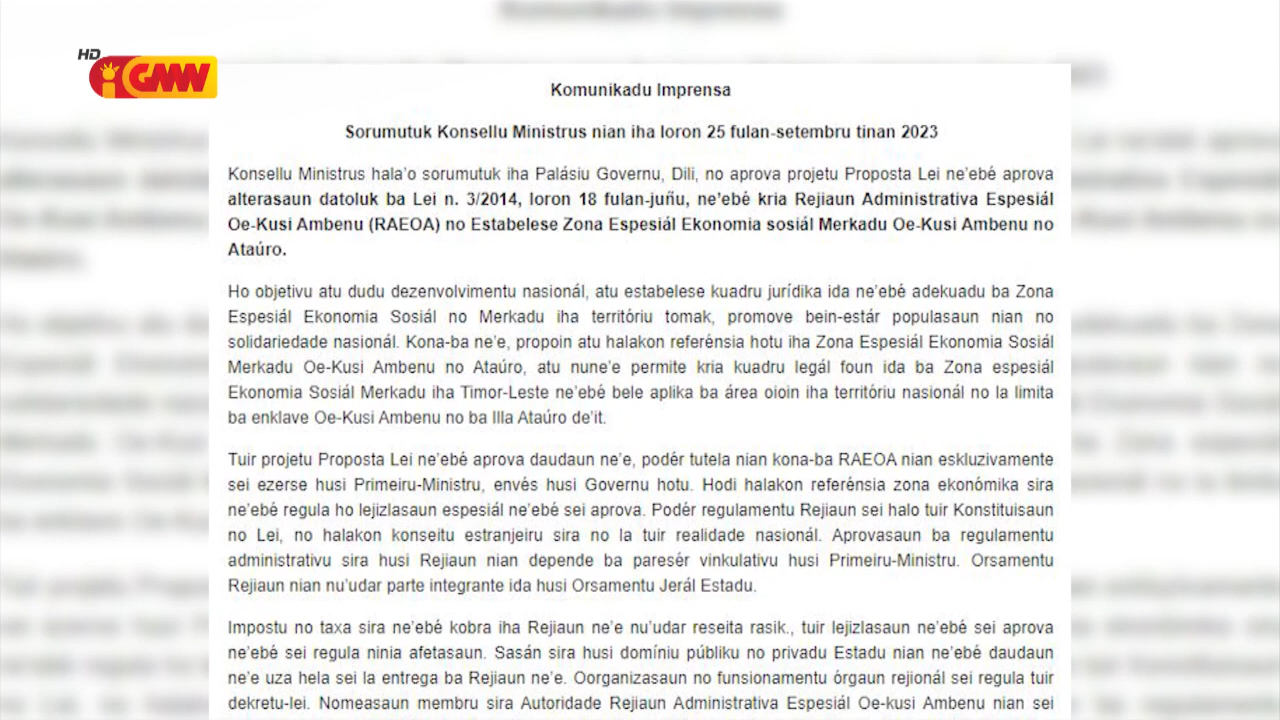 HD
GMN
Komunikadu Imprensa
Sorumutuk Konsellu Ministrus nian iha loron 25 fulan-setembru tinan 2023
Konsellu Ministrus hala’o sorumutuk iha Palásiu Governu, Dili, no aprova projetu Proposta Lei ne’ebé aprova
alterasaun datoluk ba Lei n. 3/2014, loron 18 fulan-juñu, ne’ebé kria Rejiaun Administrativa Espesiál
Oe-Kusi Ambenu (RAEOA) no Estabelese Zona Espesiál Ekonomia sosiál Merkadu Oe-Kusi Ambenu no
Ataúro.
Ho objetivu atu dudu dezenvolvimentu nasionál, atu estabelese kuadru jurídika ida ne’ebé adekuadu ba Zona
Espesiál Ekonomia Sosiál no Merkadu iha território tomak, promove bein-estár populasaun nian no
solidariedade nasionál. Kona-ba ne’e, propoin atu halakon referénsia hotu iha Zona Espesiál Ekonomia Sosiál
Merkadu Oe-Kusi Ambenu no Ataúro, atu nune’e permite kria kuadru legál foun ida ba Zona espesiál
Ekonomia Sosiál Merkadu iha Timor-Leste ne’ebé bele aplika ba área oioin iha território nasionál no la limita
ba enklave Oe-Kusi Ambenu no ba Illa Ataúro de’it.
Tuir projetu Proposta Lei ne’ebé aprova daudaun ne’e, podér tutela nian kona-ba RAEOA nian eskluzivamente
sei ezerse husi Primeiru-Ministru, envés husi Governu hotu. Hodi halakon referénsia zona ekonómika sira
ne’ebé regula ho lejizlasaun espesiál ne’ebé sei aprova. Podér regulamentu Rejiaun sei halo tuir Konstituisaun
no Lei, no halakon konseitu estranjeiru sira no la tuir realidade nasionál. Aprovasaun ba regulamentu
administrativu sira husi Rejiaun nian depende ba paresér vinkulativu husi Primeiru-Ministru. Orsamentu
Rejiaun nian nu’udar parte integrante ida husi Orsamentu Jerál Estadu.
Impostu no taxa sira ne’ebé kobra iha Rejiaun ne’e nu’udar reseita rasik., tuir lejizlasaun ne’ebé sei aprova
ne’ebé sei regula ninia afetasaun. Sasán sira husi domíniu públiku no privadu Estadu nian ne’ebé daudaun
ne’e uza hela sei la entrega ba Rejiaun ne’e. Oorganizasaun no funsionamentu órgaun rejionál sei regula tuir
dekretu-lei. Nomeasaun membru sira Autoridade Rejiaun Administrativa Espesiál Oe-kusi Ambenu nian sei